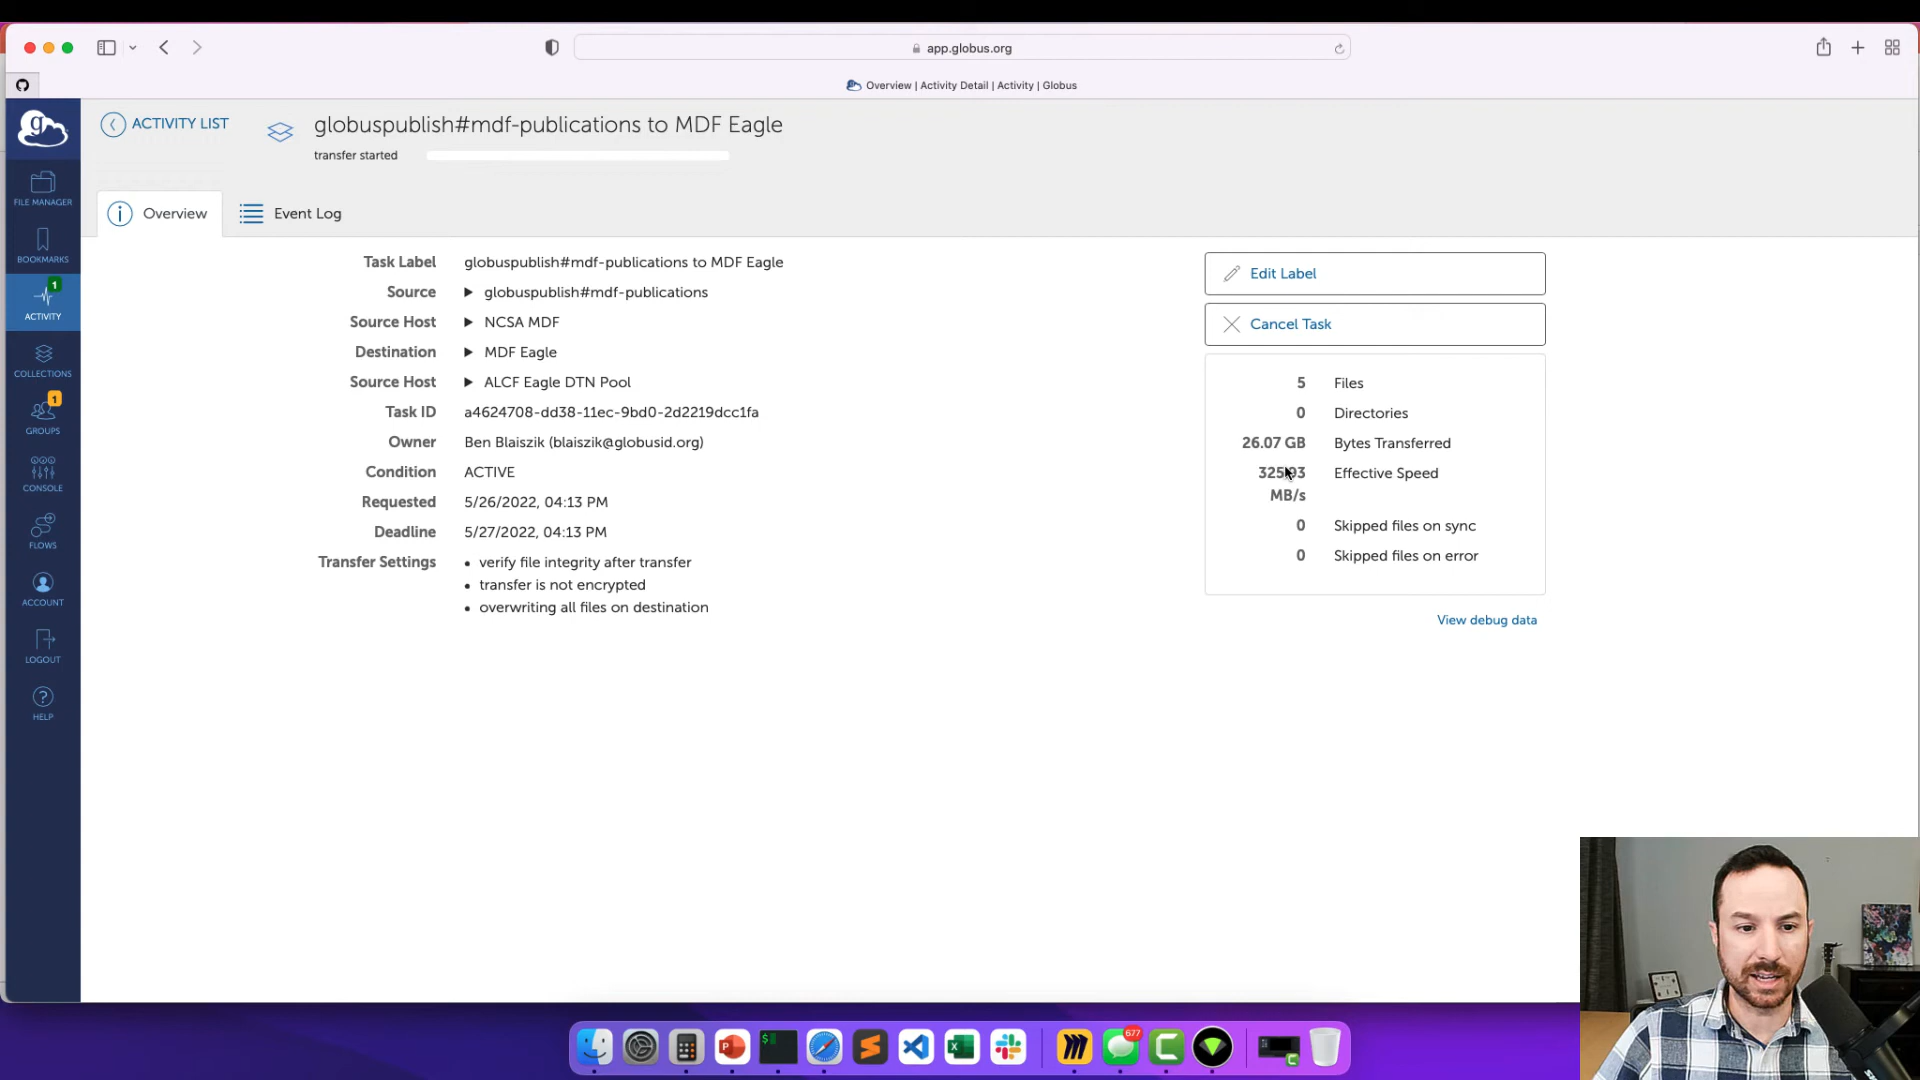 app.globus.org
Overview | Activity Detail | Activity | Globus
ACTIVITY LIST
globuspublish#mdf-publications to MDF Eagle
transfer started
FILE MANAGER
BOOKMARKS
1
ACTIVITY
COLLECTIONS
1
GROUPS
CONSOLE
FLOWS
ACCOUNT
LOGOUT
HELP
Overview
Event Log
Task Label globuspublish#mdf-publications to MDF Eagle
Source globuspublish#mdf-publications
Source Host NCSA MDF
Destination MDF Eagle
Source Host ALCF Eagle DTN Pool
Task ID a4624708-dd38-11ec-9bd0-2d2219dcc1fa
Owner Ben Blaiszik (blaiszik@globusid.org)
Condition ACTIVE
Requested 5/26/2022, 04:13 PM
Deadline 5/27/2022, 04:13 PM
Transfer Settings • verify file integrity after transfer
• transfer is not encrypted
• overwriting all files on destination
Edit Label
Cancel Task
5 Files
0 Directories
26.07 GB Bytes Transferred
325.93 Effective Speed
MB/s
0 Skipped files on sync
0 Skipped files on error
View debug data
677